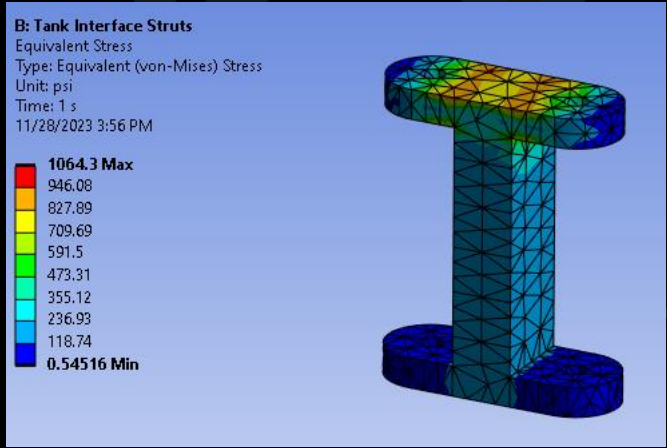 B: Tank Interface Struts
Equivalent Stress
Type: Equivalent (von-Mises) Stress
Unit: psi
Time: 1 s
11/28/2023 3:56 PM
1064.3 Max
946.08
827.89
709.69
591.5
473.31
355.12
236.93
118.74
0.54516 Min